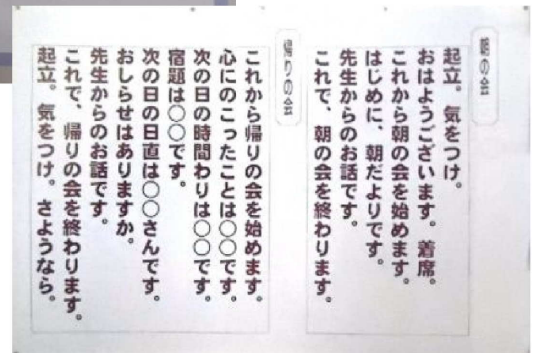 朝の会
起立。気をつけ。
おはようございます。着席。
これから朝の会を始めます。
はじめに、朝だよりです。
先生からのお話です。
これで、朝の会を終わります。
帰りの会
これから帰りの会を始めます。
心にのこったことは○○です。
次の日の時間わりは○○です。
宿題は○○です。
次の日の日直は○○さんです。
おしらせはありますか。
先生からのお話です。
これで、帰りの会を終わります。
起立。気をつけ。さようなら。